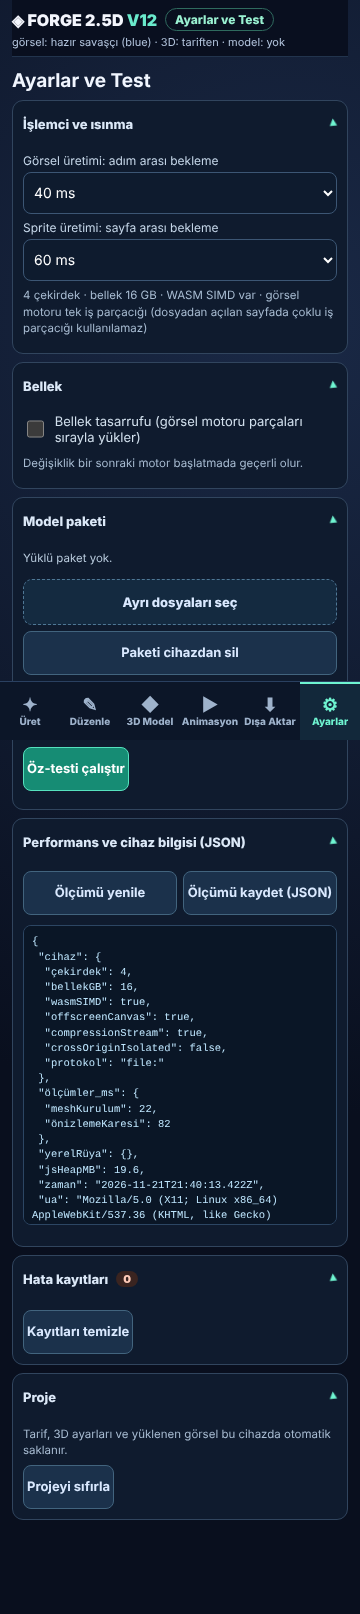 ◈ FORGE 2.5D V12 Ayarlar ve Test
görsel: hazır savaşçı (blue) · 3D: tariften · model: yok
Ayarlar ve Test
İşlemci ve ısınma ▲
Görsel üretimi: adım arası bekleme
40 ms
Sprite üretimi: sayfa arası bekleme
60 ms
4 çekirdek · bellek 16 GB · WASM SIMD var · görsel
motoru tek iş parçacığı (dosyadan açılan sayfada çoklu iş
parçacığı kullanılamaz)
Bellek ▲
Bellek tasarrufu (görsel motoru parçaları
sırayla yükler)
Değişiklik bir sonraki motor başlatmada geçerli olur.
Model paketi ▲
Yüklü paket yok.
Ayrı dosyaları seç
Paketi cihazdan sil
Üret Düzenle 3D Model Animasyon Dışa Aktar Ayarlar
Öz-testi çalıştır
Performans ve cihaz bilgisi (JSON) ▲
Ölçümü yenile Ölçümü kaydet (JSON)
{
"cihaz": {
"çekirdek": 4,
"bellekGB": 16,
"wasmSIMD": true,
"offscreenCanvas": true,
"compressionStream": true,
"crossOriginIsolated": false,
"protokol": "file:"
},
"ölçümler_ms": {
"meshKurulum": 22,
"önizlemeKaresi": 82
},
"yerelRüya": {},
"jsHeapMB": 19.6,
"zaman": "2026-11-21T21:40:13.422Z",
"ua": "Mozilla/5.0 (X11; Linux x86_64)
AppleWebKit/537.36 (KHTML, like Gecko)
Hata kayıtları 0 ▲
Kayıtları temizle
Proje ▲
Tarif, 3D ayarları ve yüklenen görsel bu cihazda otomatik
saklanır.
Projeyi sıfırla